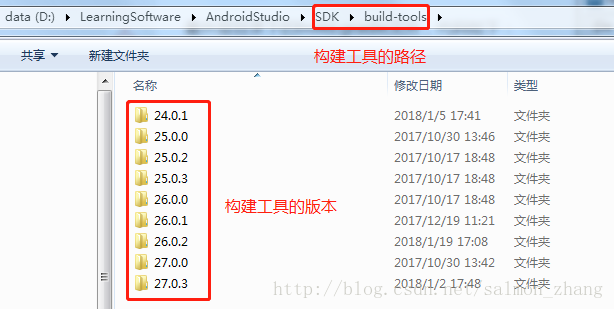 data (D:) ▸ LearningSoftware ▸ AndroidStudio ▸ SDK ▸ build-tools ▸
共享 新建文件夹 构建工具的路径
名称 修改日期 类型
24.0.1 2018/1/5 17:41 文件夹
25.0.0 2017/10/30 13:46 文件夹
25.0.2 2017/10/17 18:48 文件夹
25.0.3 2017/10/17 18:48 文件夹
26.0.0 2017/10/17 18:48 文件夹
构建工具的版本
26.0.1 2017/12/19 11:21 文件夹
26.0.2 2018/1/19 17:08 文件夹
27.0.0 2017/10/30 13:42 文件夹
27.0.3 2018/1/2 17:48 文件夹
http://blog.csdn.net/salmon_zhang